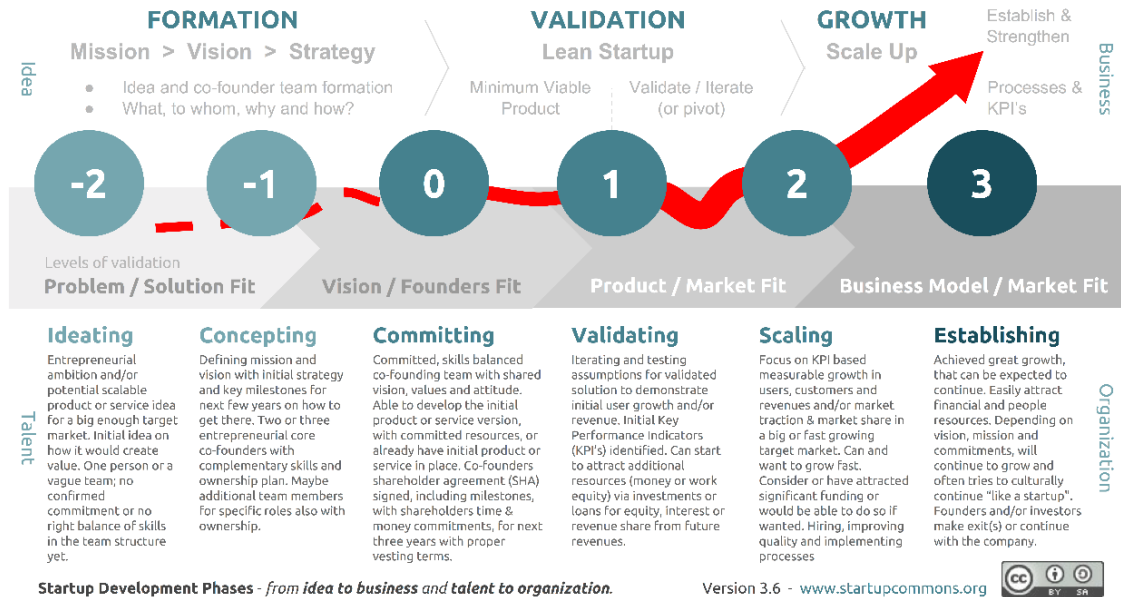 FORMATION
VALIDATION
GROWTH
Establish &
Strengthen
Mission > Vision > Strategy
Lean Startup
Scale Up
Idea
Business
● Idea and co-founder team formation
● What, to whom, why and how?
Minimum Viable
Product
Validate / Iterate
(or pivot)
Processes &
KPI's
-2
-1
0
1
2
3
Levels of validation
Problem / Solution Fit
Vision / Founders Fit
Product / Market Fit
Business Model / Market Fit
Talent
Organization
Ideating
Entrepreneurial
ambition and/or
potential scalable
product or service idea
for a big enough target
market. Initial idea on
how it would create
value. One person or a
vague team; no
confirmed
commitment or no
right balance of skills
in the team structure
yet.
Concepting
Defining mission and
vision with initial strategy
and key milestones for
next few years on how to
get there. Two or three
entrepreneurial core
co-founders with
complementary skills and
ownership plan. Maybe
additional team members
for specific roles also with
ownership.
Committing
Committed, skills balanced
co-founding team with shared
vision, values and attitude.
Able to develop the initial
product or service version,
with committed resources, or
already have initial product or
service in place. Co-founders
shareholder agreement (SHA)
signed, including milestones,
with shareholders time &
money commitments, for next
three years with proper
vesting terms.
Validating
Iterating and testing
assumptions for validated
solution to demonstrate
initial user growth and/or
revenue. Initial Key
Performance Indicators
(KPI's) identified. Can start
to attract additional
resources (money or work
equity) via investments or
loans for equity, interest or
revenue share from future
revenues.
Scaling
Focus on KPI based
measurable growth in
users, customers and
revenues and/or market
traction & market share in
a big or fast growing
target market. Can and
want to grow fast.
Consider or have attracted
significant funding or
would be able to do so if
wanted. Hiring, improving
quality and implementing
processes
Establishing
Achieved great growth,
that can be expected to
continue. Easily attract
financial and people
resources. Depending on
vision, mission and
commitments, will
continue to grow and
often tries to culturally
continue "like a startup".
Founders and/or investors
make exit(s) or continue
with the company.
Startup Development Phases - from idea to business and talent to organization.
Version 3.6 - www.startupcommons.org
cc
BY SA